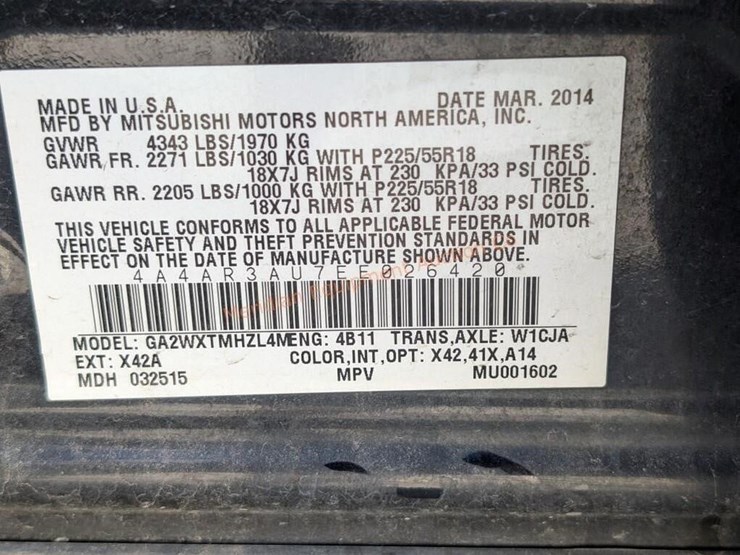 MADE IN U.S.A. DATE MAR. 2014
MFD BY MITSUBISHI MOTORS NORTH AMERICA, INC.
GVWR 4343 LBS/1970 KG
GAWR FR. 2271 LBS/1030 KG WITH P225/55R18 TIRES.
18X7J RIMS AT 230 KPA/33 PSI COLD.
GAWR RR. 2205 LBS/1000 KG WITH P225/55R18 TIRES.
18X7J RIMS AT 230 KPA/33 PSI COLD.
THIS VEHICLE CONFORMS TO ALL APPLICABLE FEDERAL MOTOR
VEHICLE SAFETY AND THEFT PREVENTION STANDARDS IN
EFFECT ON THE DATE OF MANUFACTURE SHOWN ABOVE.
4A4AR3AU7EE026420
MODEL: GA2WXTMHZL4M ENG: 4B11 TRANS,AXLE: W1CJA
EXT: X42A COLOR,INT,OPT: X42,41X,A14
MDH 032515 MPV MU001602